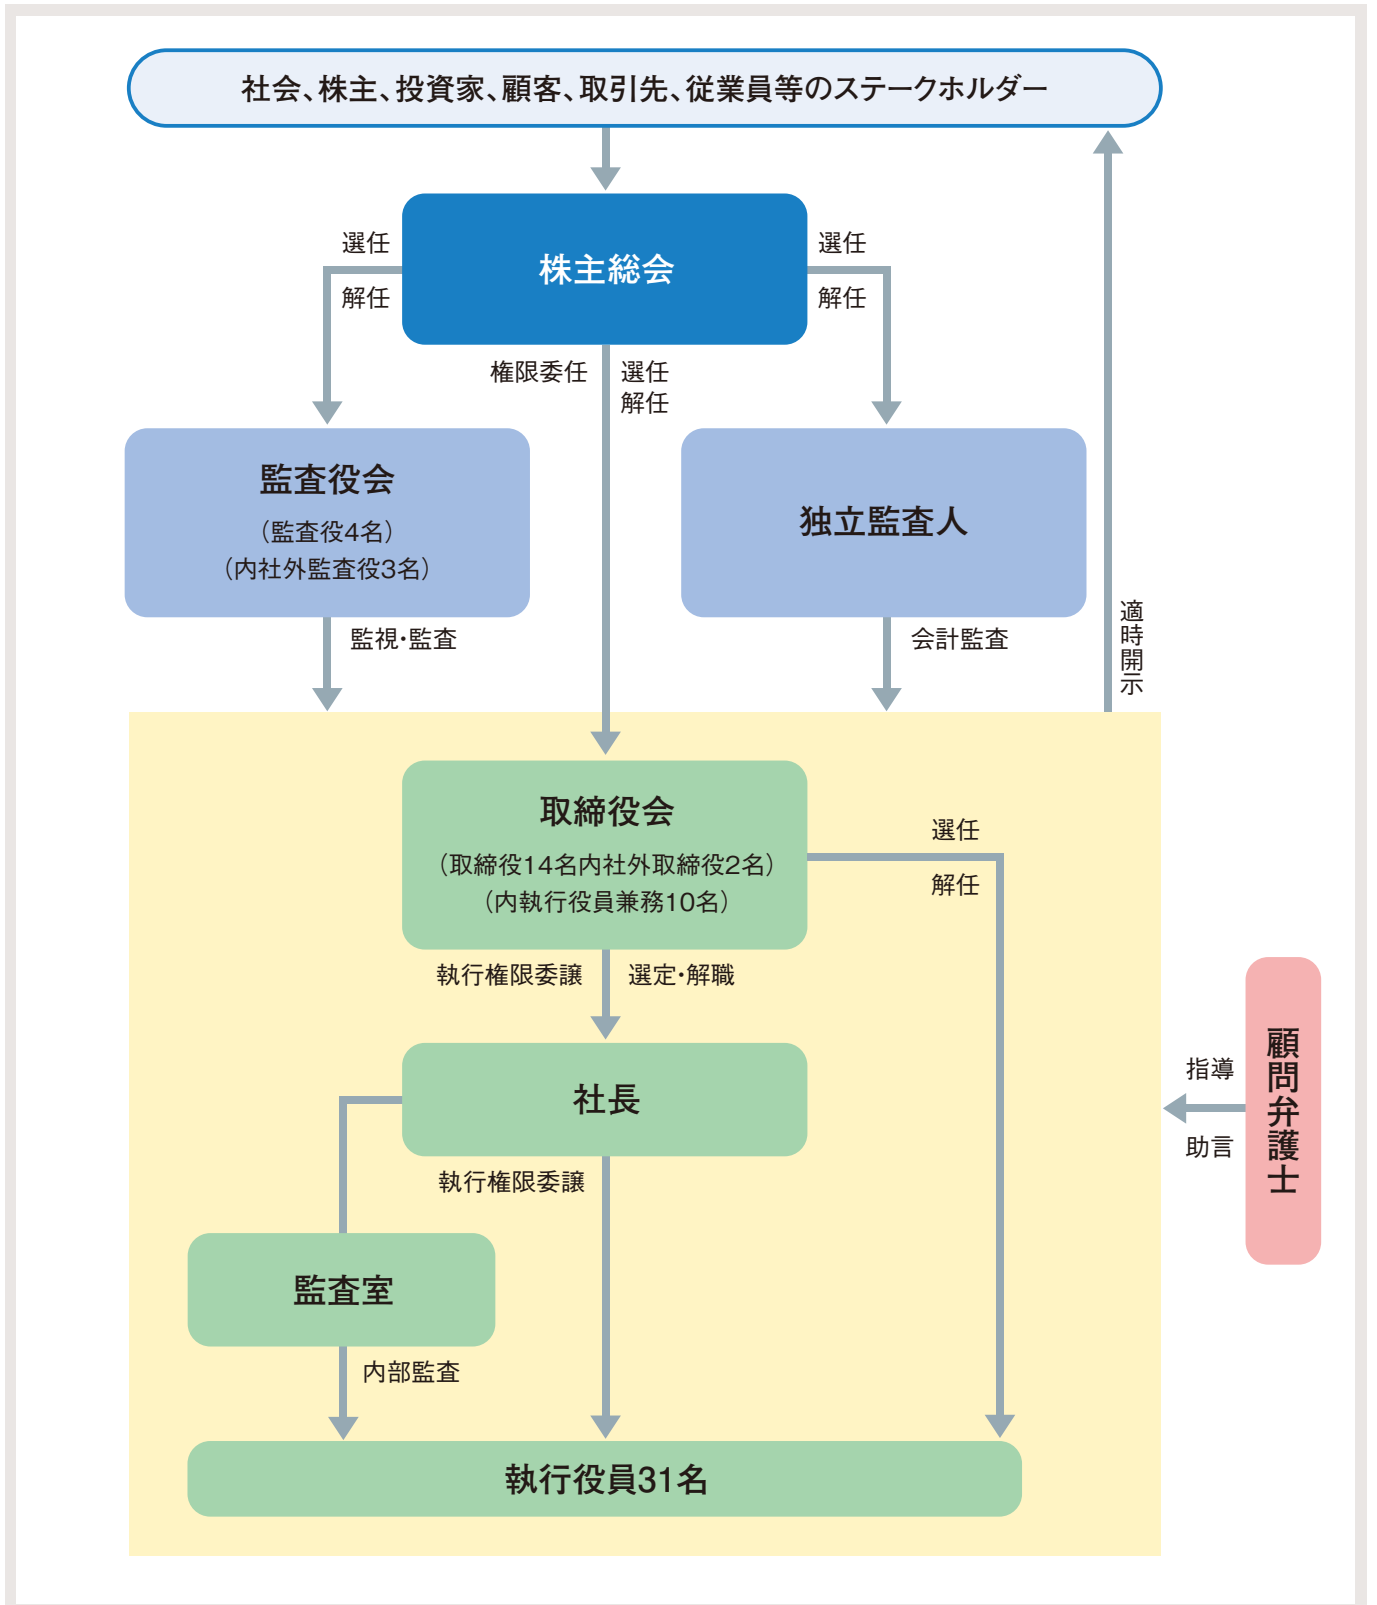 社会、株主、投資家、顧客、取引先、従業員等のステークホルダー
株主総会
選任
解任
選任
解任
権限委任
選任
解任
監査役会
（監査役4名）
（内社外監査役3名）
独立監査人
監視・監査
会計監査
適時開示
取締役会
（取締役14名内社外取締役2名）
（内執行役員兼務10名）
選任
解任
執行権限委譲
選定・解職
社長
執行権限委譲
指導
助言
顧問弁護士
監査室
内部監査
執行役員31名